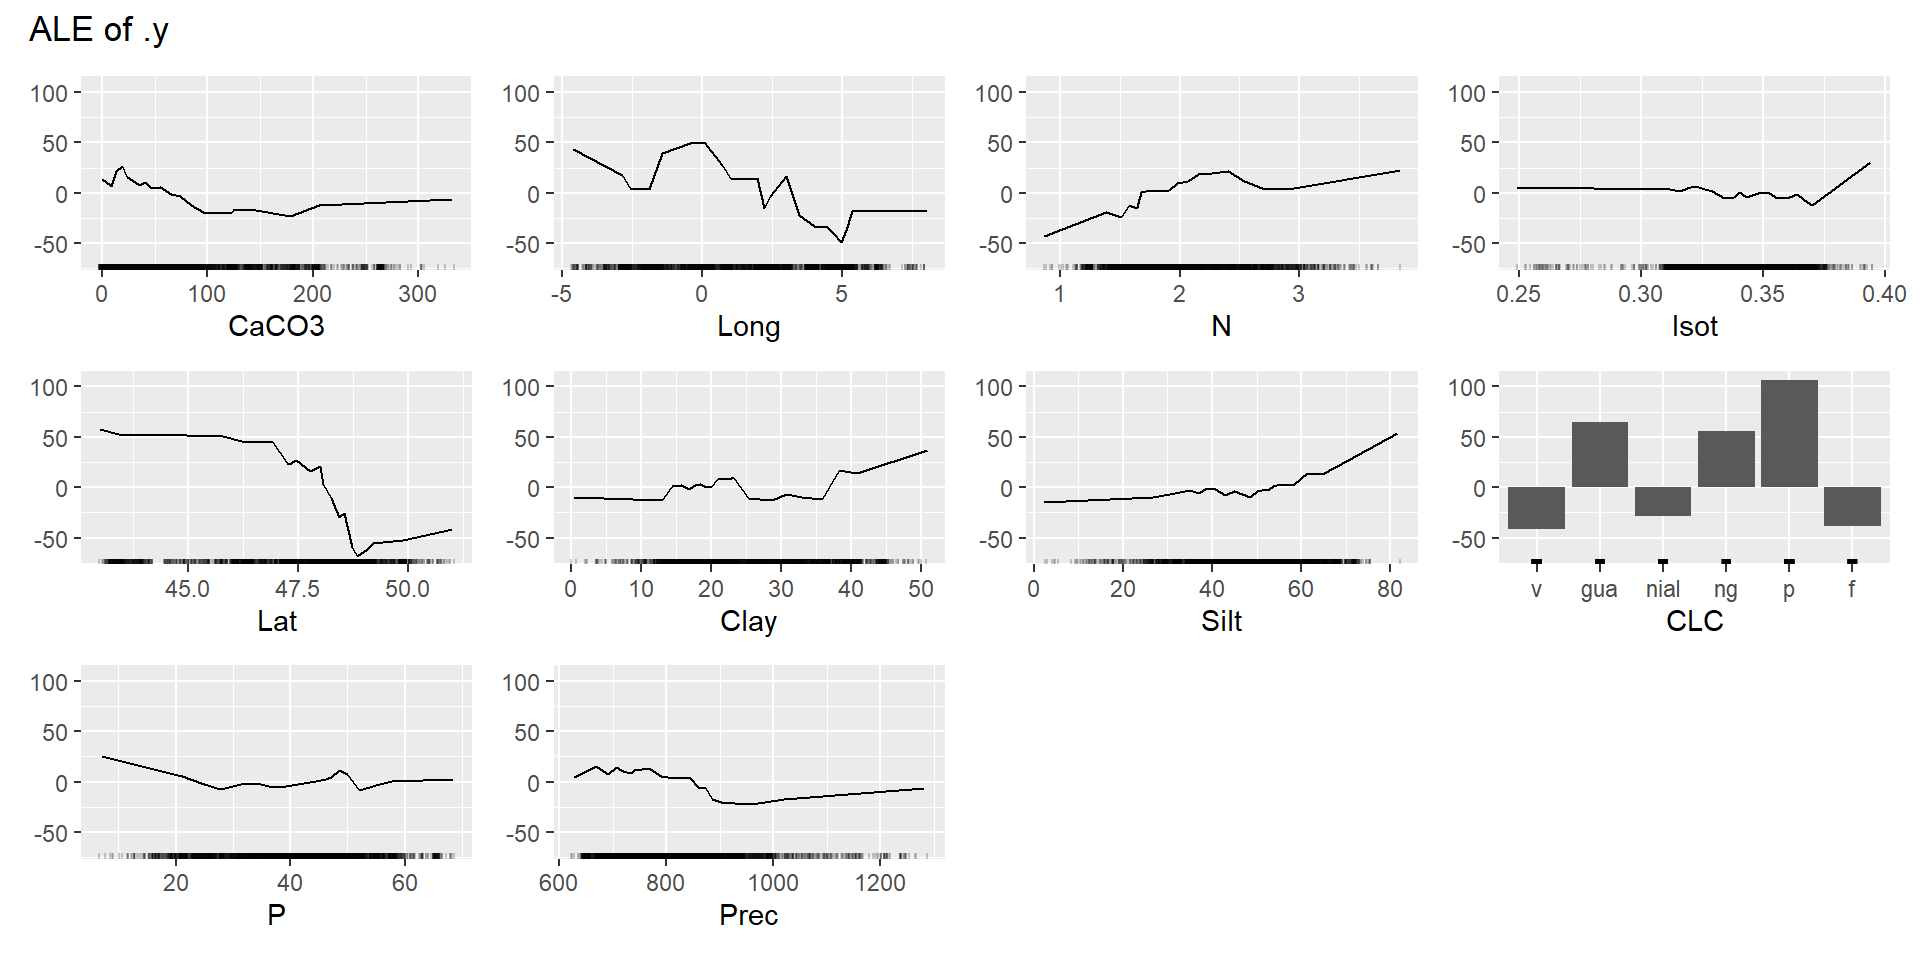 ALE of .y
100
50
0
-50
0 100 200 300
CaCO3
100
50
0
-50
-5 0 5
Long
100
50
0
-50
1 2 3
N
100
50
0
-50
0.25 0.30 0.35 0.40
Isot
100
50
0
-50
45.0 47.5 50.0
Lat
100
50
0
-50
0 10 20 30 40 50
Clay
100
50
0
-50
0 20 40 60 80
Silt
100
50
0
-50
v gua nial ng p f
CLC
100
50
0
-50
20 40 60
P
100
50
0
-50
600 800 1000 1200
Prec